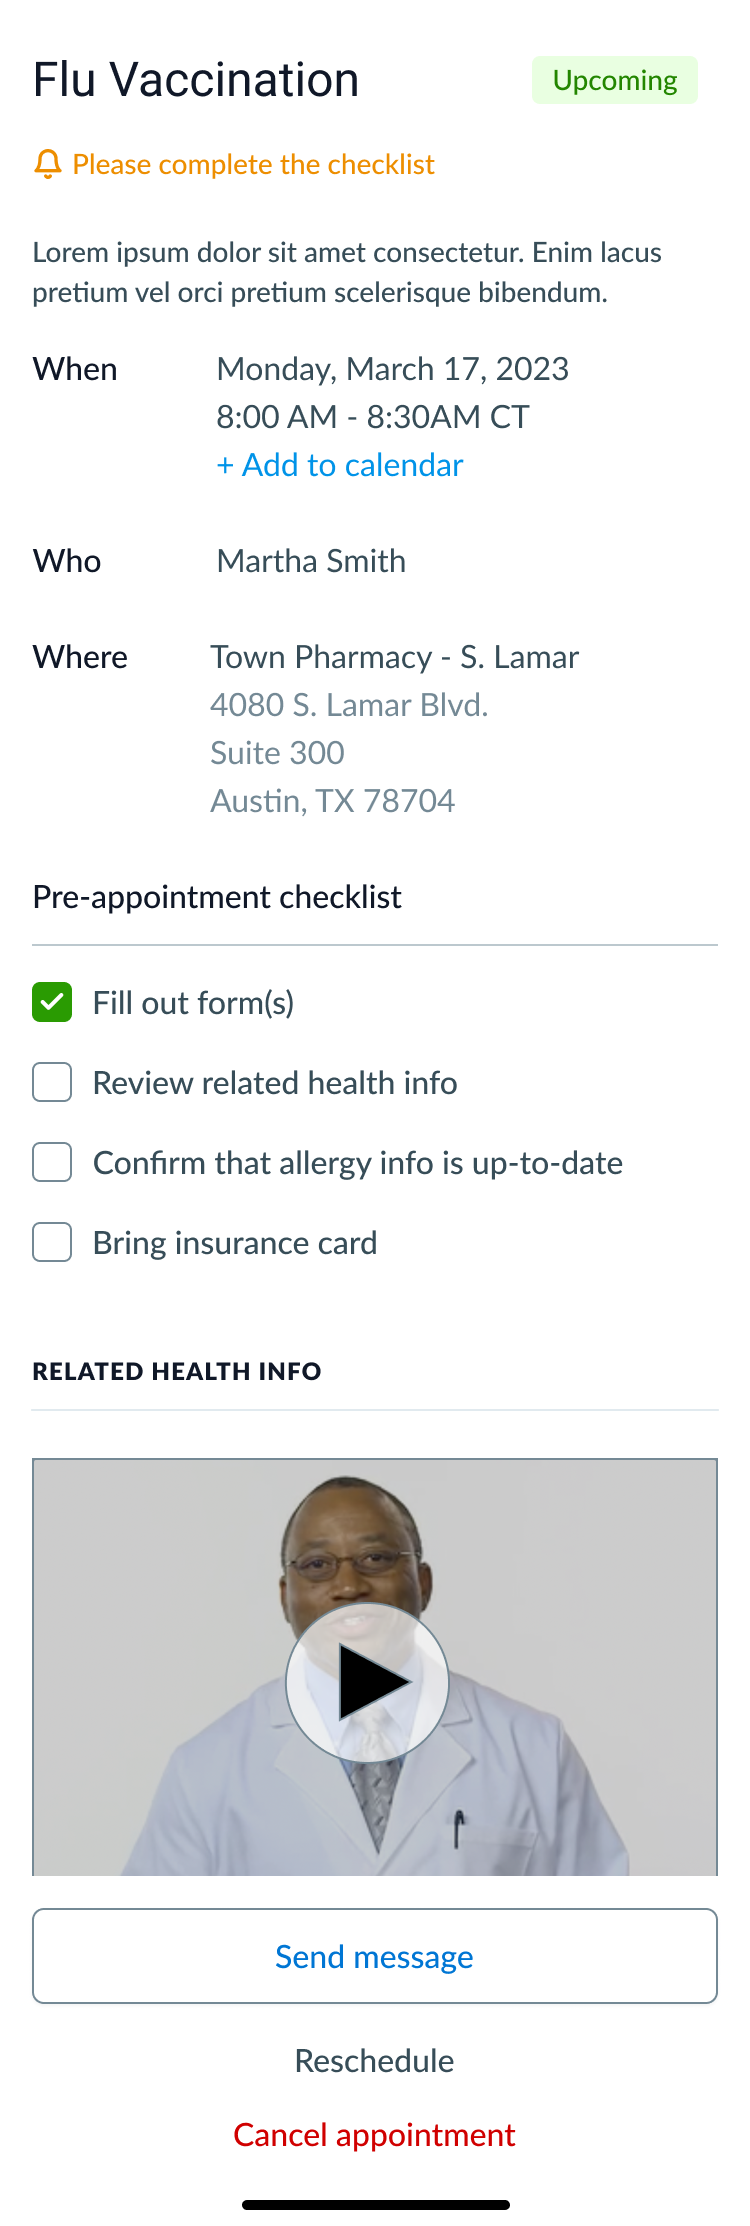 Flu Vaccination
Upcoming
Please complete the checklist
Lorem ipsum dolor sit amet consectetur. Enim lacus
pretium vel orci pretium scelerisque bibendum.
When
Monday, March 17, 2023
8:00 AM - 8:30AM CT
+ Add to calendar
Who
Martha Smith
Where
Town Pharmacy - S. Lamar
4080 S. Lamar Blvd.
Suite 300
Austin, TX 78704
Pre-appointment checklist
Fill out form(s)
Review related health info
Confirm that allergy info is up-to-date
Bring insurance card
RELATED HEALTH INFO
Send message
Reschedule
Cancel appointment